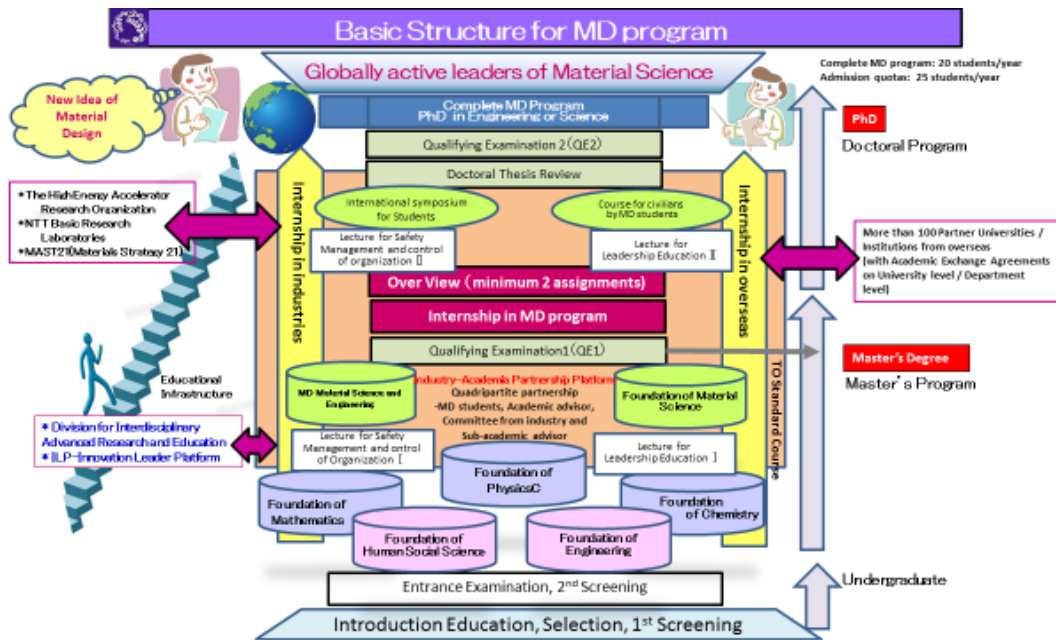 Basic Structure for MD program
Globally active leaders of Material Science
Complete MD program: 20 students/year
Admission quotas: 25 students/year
New Idea of
Material
Design
Complete MD Program
PhD in Engineering or Science
PhD
Doctoral Program
Qualifying Examination 2(QE2)
Doctoral Thesis Review
*The High Energy Accelerator
Research Organization
*NTT Basic Research
Laboratories
*MAST21(Materials Strategy 21)
Internship in industries
International symposium
for Students
Course for civilians
by MD students
Internship in overseas
Lecture for Safety
Management and control
of organization Ⅱ
Lecture for
Leadership Education Ⅱ
More than 100 Partner Universities /
Institutions from overseas
(with Academic Exchange Agreements
on University level / Department
level)
Over View (minimum 2 assignments)
Internship in MD program
Qualifying Examination1(QE1)
Master's Degree
Master's Program
TO Standard Course
Educational
Infrastructure
MD Material Science and
Engineering
Industry-Academia Partnership Platform
Quadripartite partnership
-MD students, Academic advisor,
Committee from industry and
Sub-academic advisor
Foundation of Material
Science
* Division for Interdisciplinary
Advanced Research and Education
* ILP-Innovation Leader Platform
Lecture for Safety
Management and ontrol
of Organization Ⅰ
Lecture for
Leadership Education Ⅰ
Foundation of
PhysicsC
Foundation of
Mathematics
Foundation
of Chemistry
Foundation of
Human Social Science
Foundation of
Engineering
Entrance Examination, 2nd Screening
Undergraduate
Introduction Education, Selection, 1st Screening